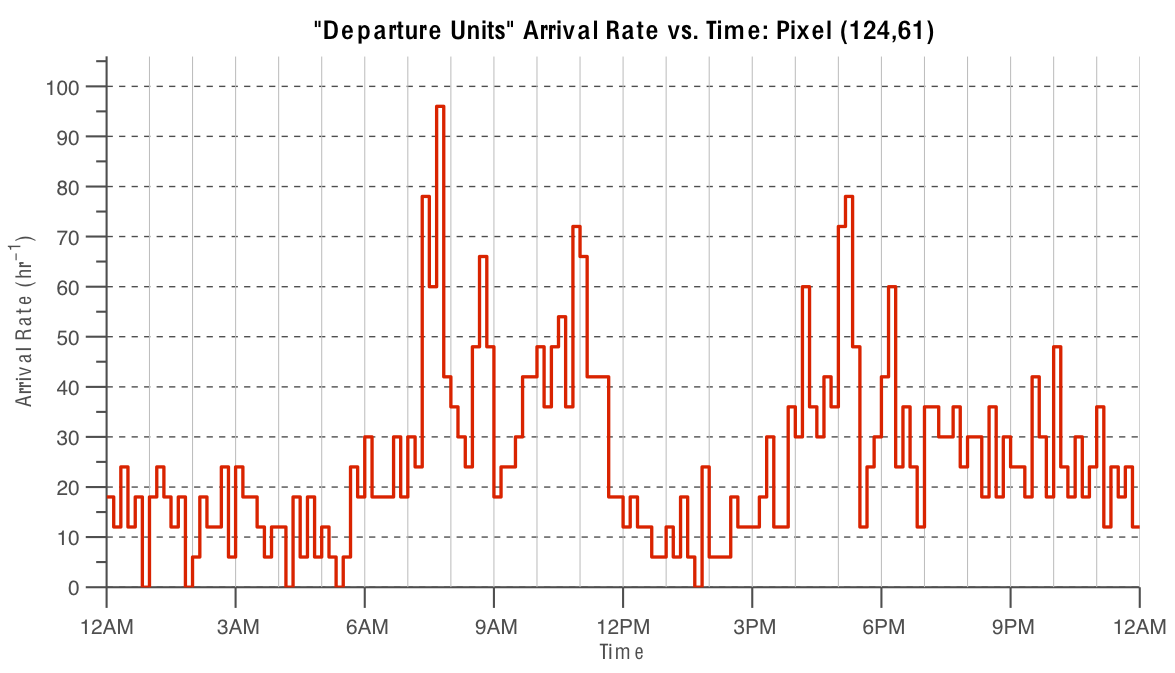 "Departure Units" Arrival Rate vs. Time: Pixel (124,61)
100
90
80
70
60
50
40
30
20
10
0
Arrival Rate (hr⁻¹)
12AM 3AM 6AM 9AM 12PM 3PM 6PM 9PM 12AM
Time